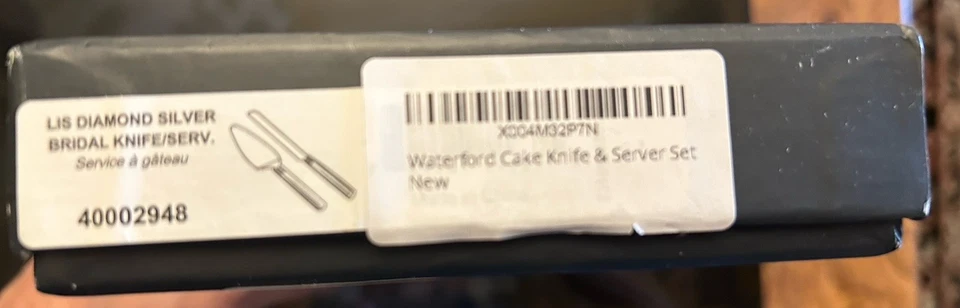 LIS DIAMOND SILVER
BRIDAL KNIFE/SERV.
Service à gâteau
40002948
X004M32P7N
Waterford Cake Knife & Server Set
New